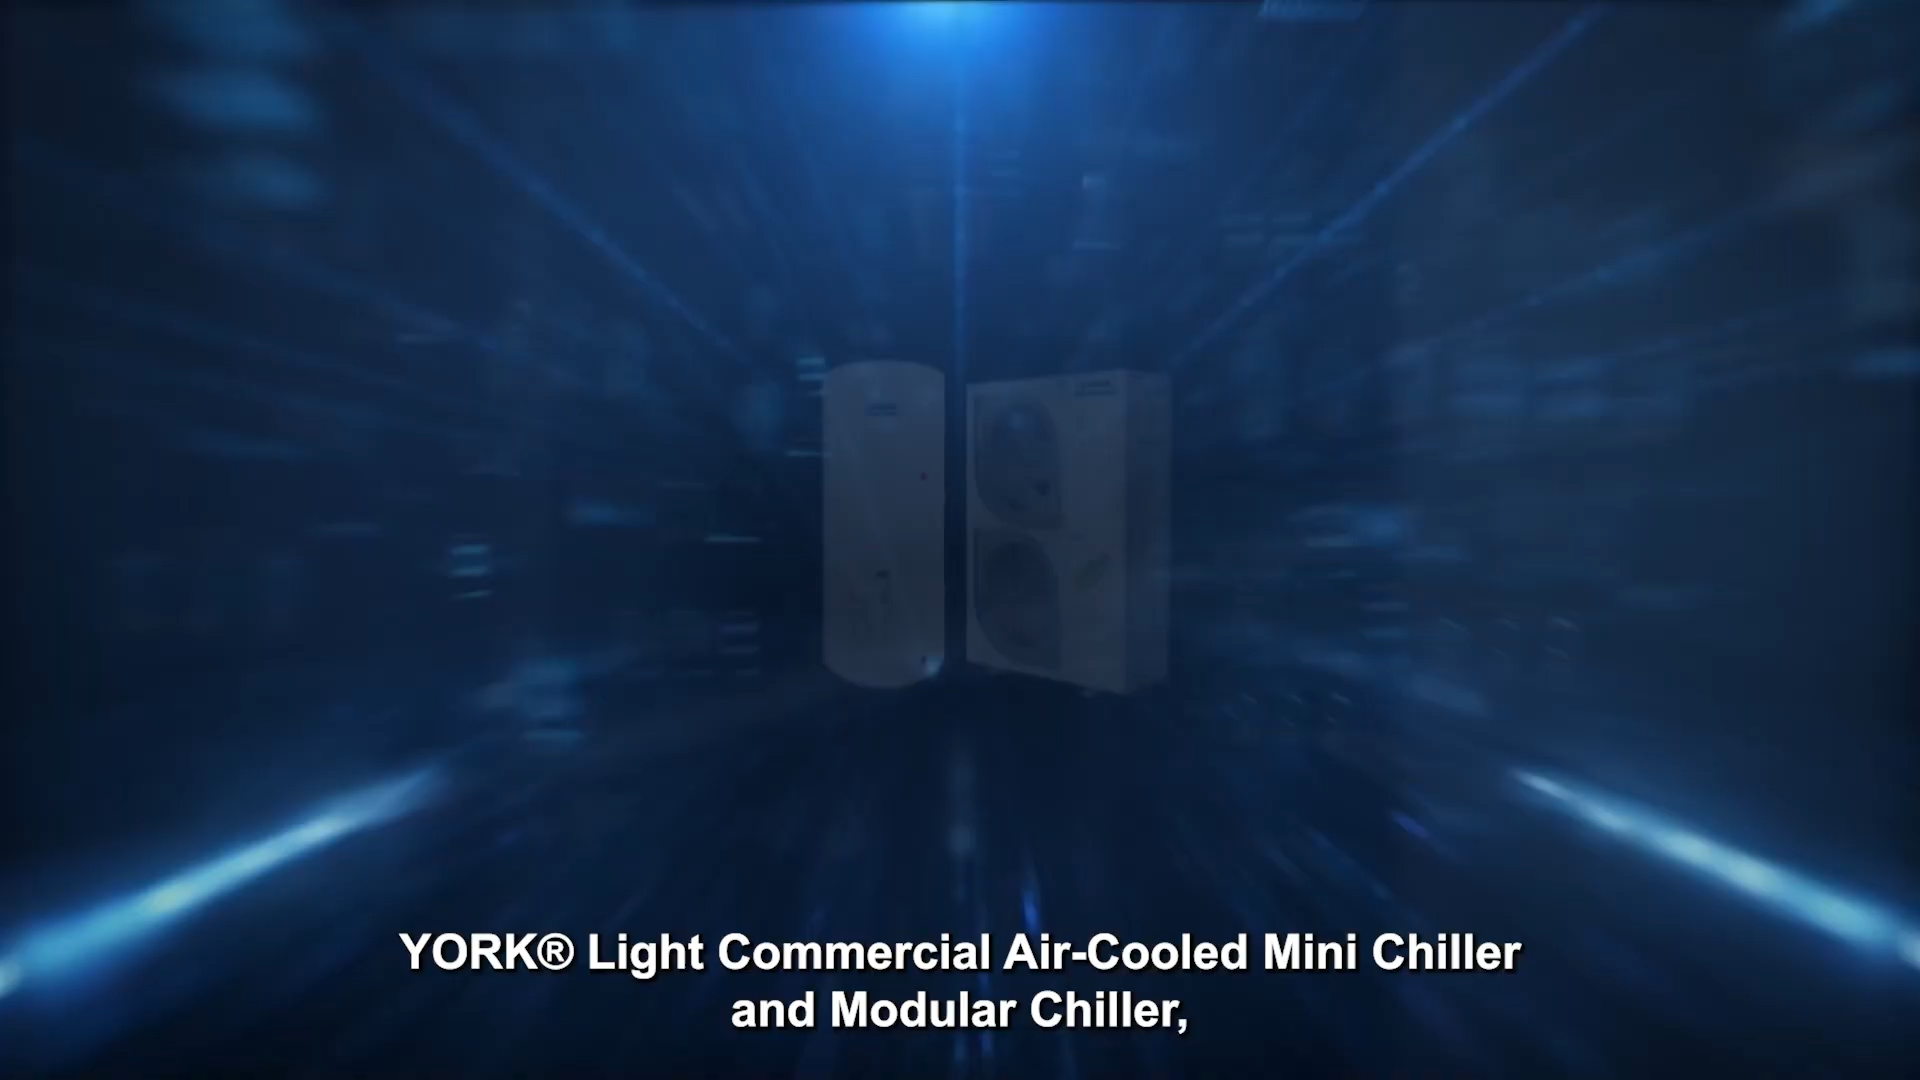 YORK® Light Commercial Air-Cooled Mini Chiller
and Modular Chiller,